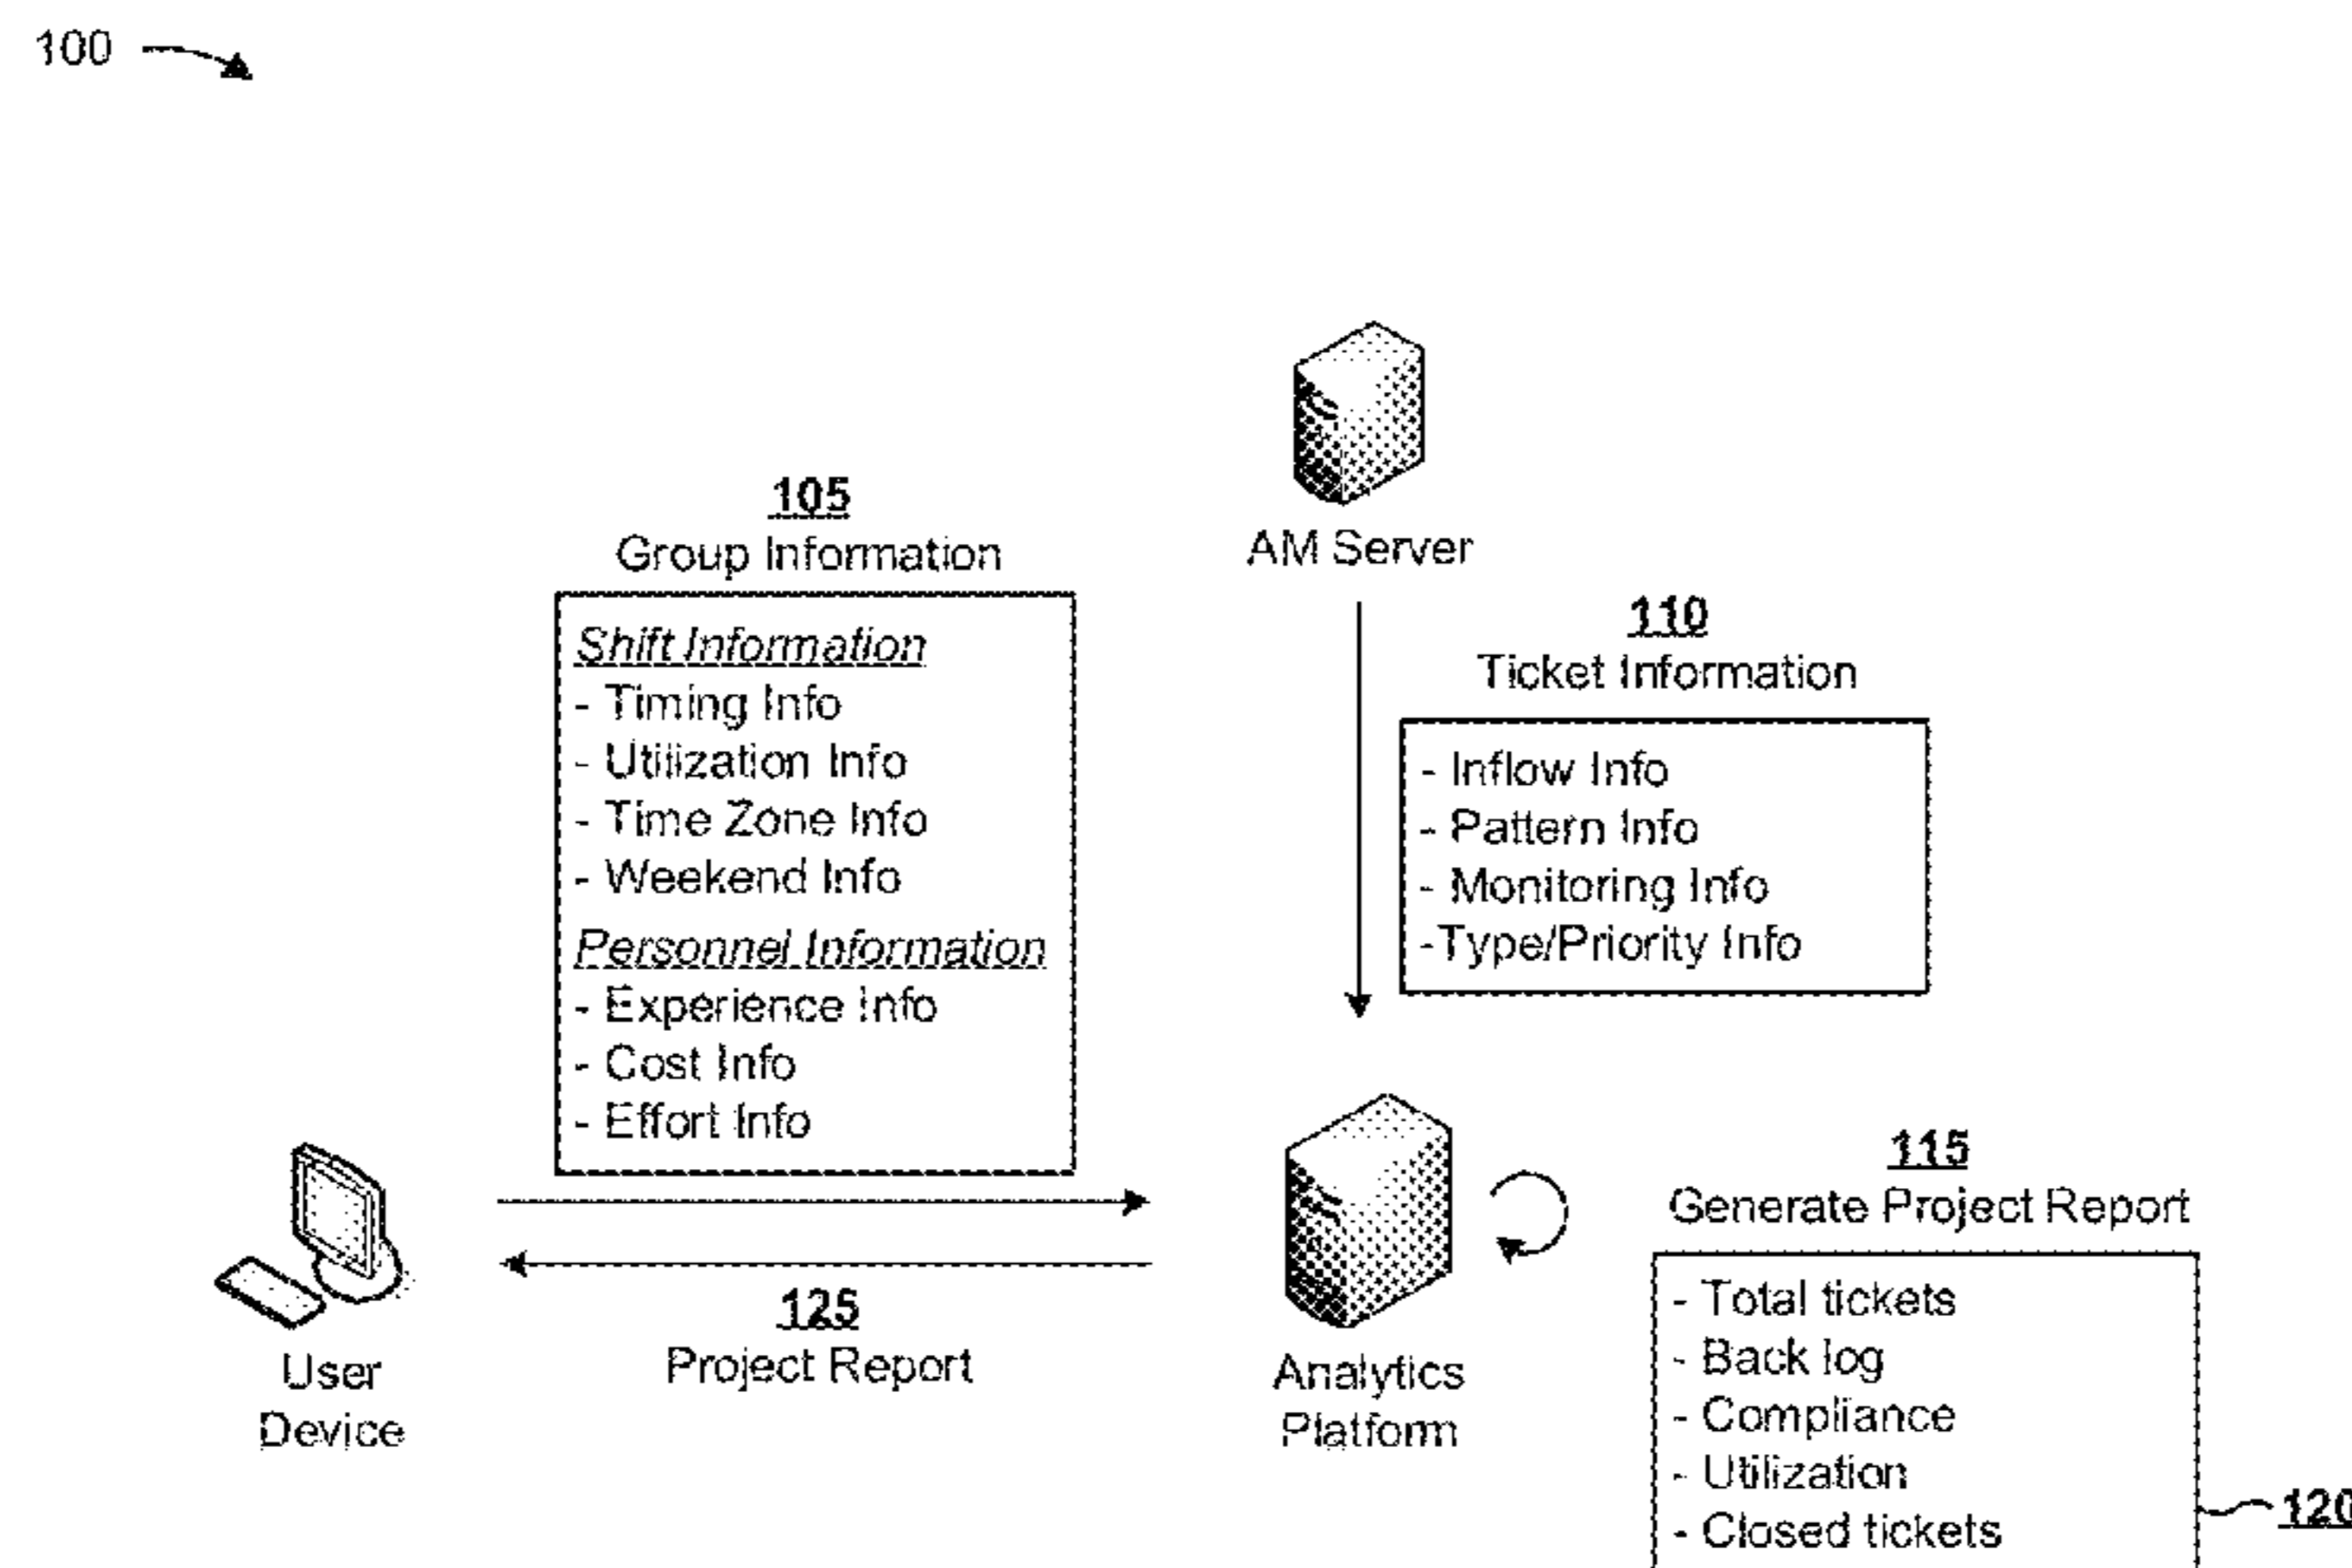 100
105
Group Information
Shift Information
- Timing Info
- Utilization Info
- Time Zone Info
- Weekend Info
Personnel Information
- Experience Info
- Cost Info
- Effort Info
AM Server
110
Ticket Information
- Inflow Info
- Pattern Info
- Monitoring Info
-Type/Priority Info
User
Device
125
Project Report
Analytics
Platform
115
Generate Project Report
- Total tickets
- Back log
- Compliance
- Utilization
- Closed tickets
120